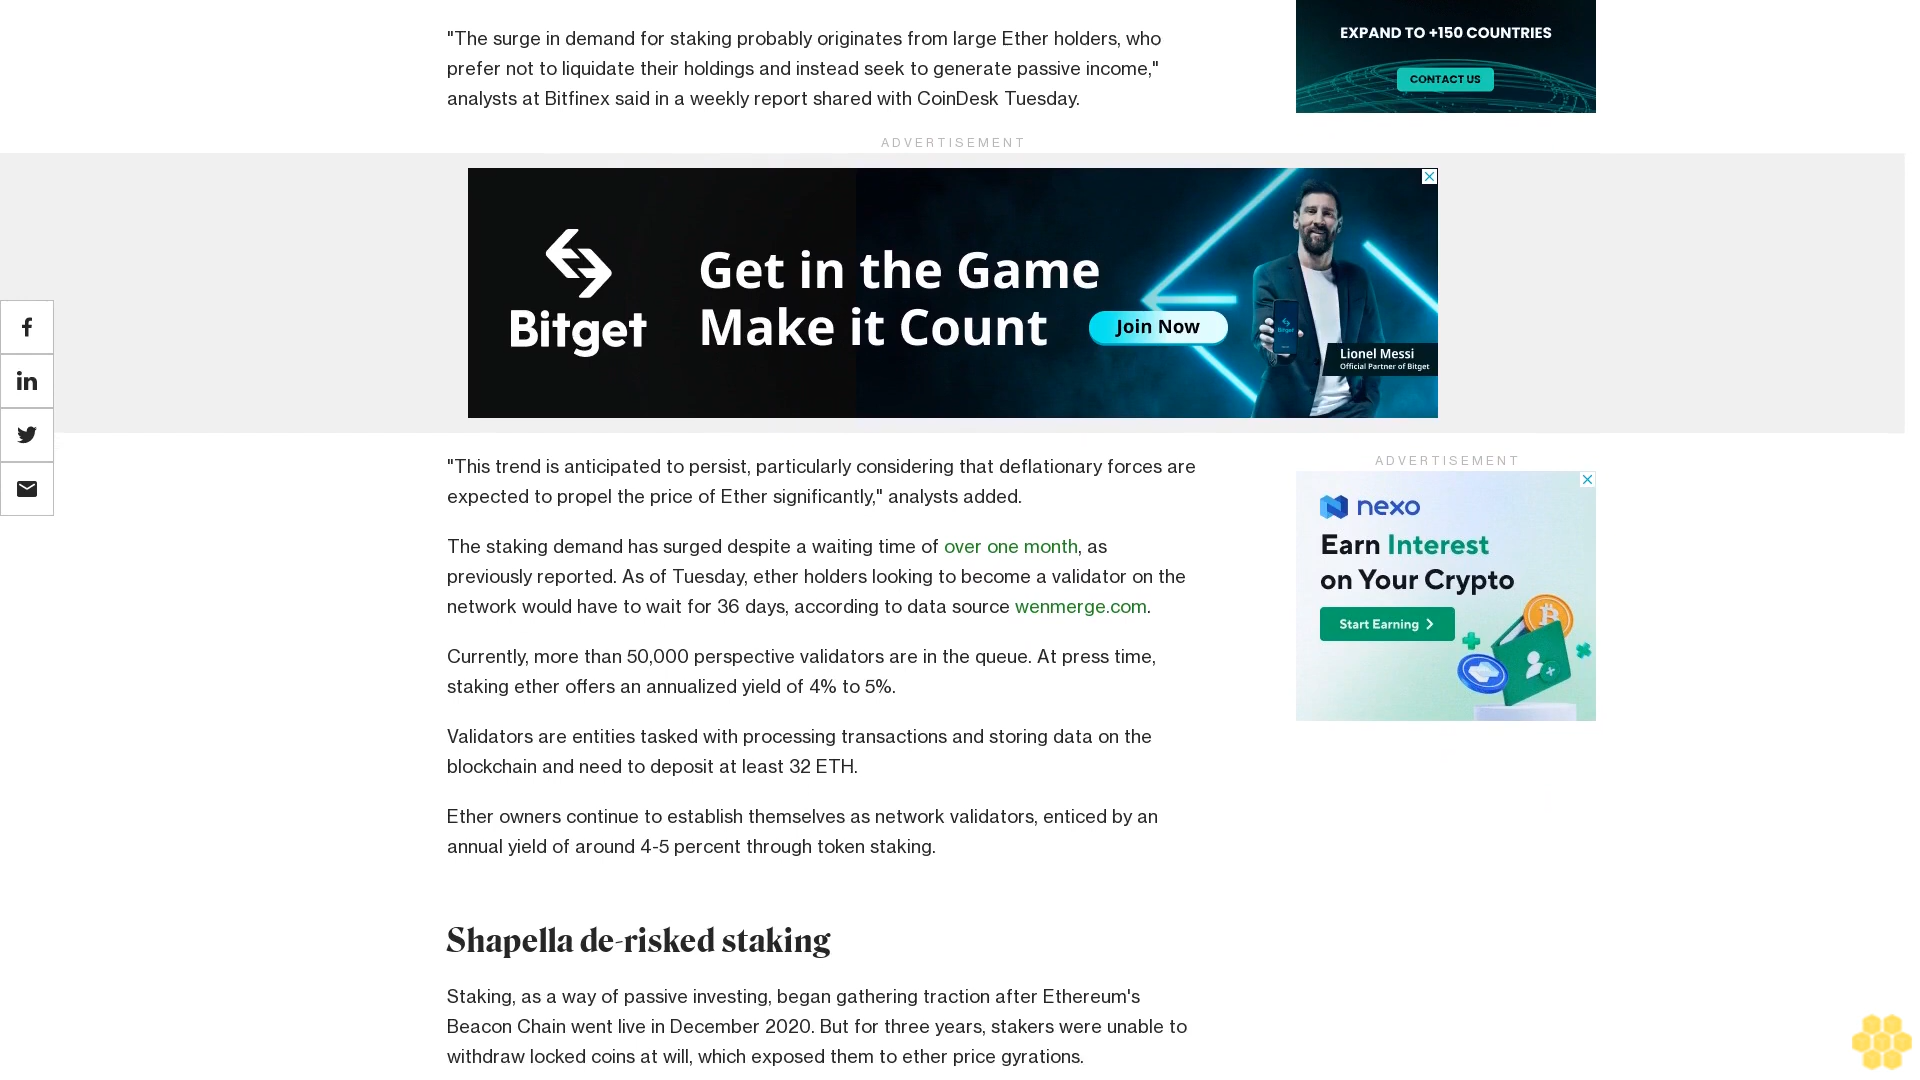 "The surge in demand for staking probably originates from large Ether holders, who
prefer not to liquidate their holdings and instead seek to generate passive income,"
analysts at Bitfinex said in a weekly report shared with CoinDesk Tuesday.
EXPAND TO +150 COUNTRIES
CONTACT US
ADVERTISEMENT
Bitget
Get in the Game
Make it Count
Join Now
Bitget
Lionel Messi
Official Partner of Bitget
f
in
"This trend is anticipated to persist, particularly considering that deflationary forces are
expected to propel the price of Ether significantly," analysts added.
The staking demand has surged despite a waiting time of over one month, as
previously reported. As of Tuesday, ether holders looking to become a validator on the
network would have to wait for 36 days, according to data source wenmerge.com.
Currently, more than 50,000 perspective validators are in the queue. At press time,
staking ether offers an annualized yield of 4% to 5%.
Validators are entities tasked with processing transactions and storing data on the
blockchain and need to deposit at least 32 ETH.
Ether owners continue to establish themselves as network validators, enticed by an
annual yield of around 4-5 percent through token staking.
ADVERTISEMENT
nexo
Earn Interest
on Your Crypto
Start Earning
Shapella de-risked staking
Staking, as a way of passive investing, began gathering traction after Ethereum's
Beacon Chain went live in December 2020. But for three years, stakers were unable to
withdraw locked coins at will, which exposed them to ether price gyrations.